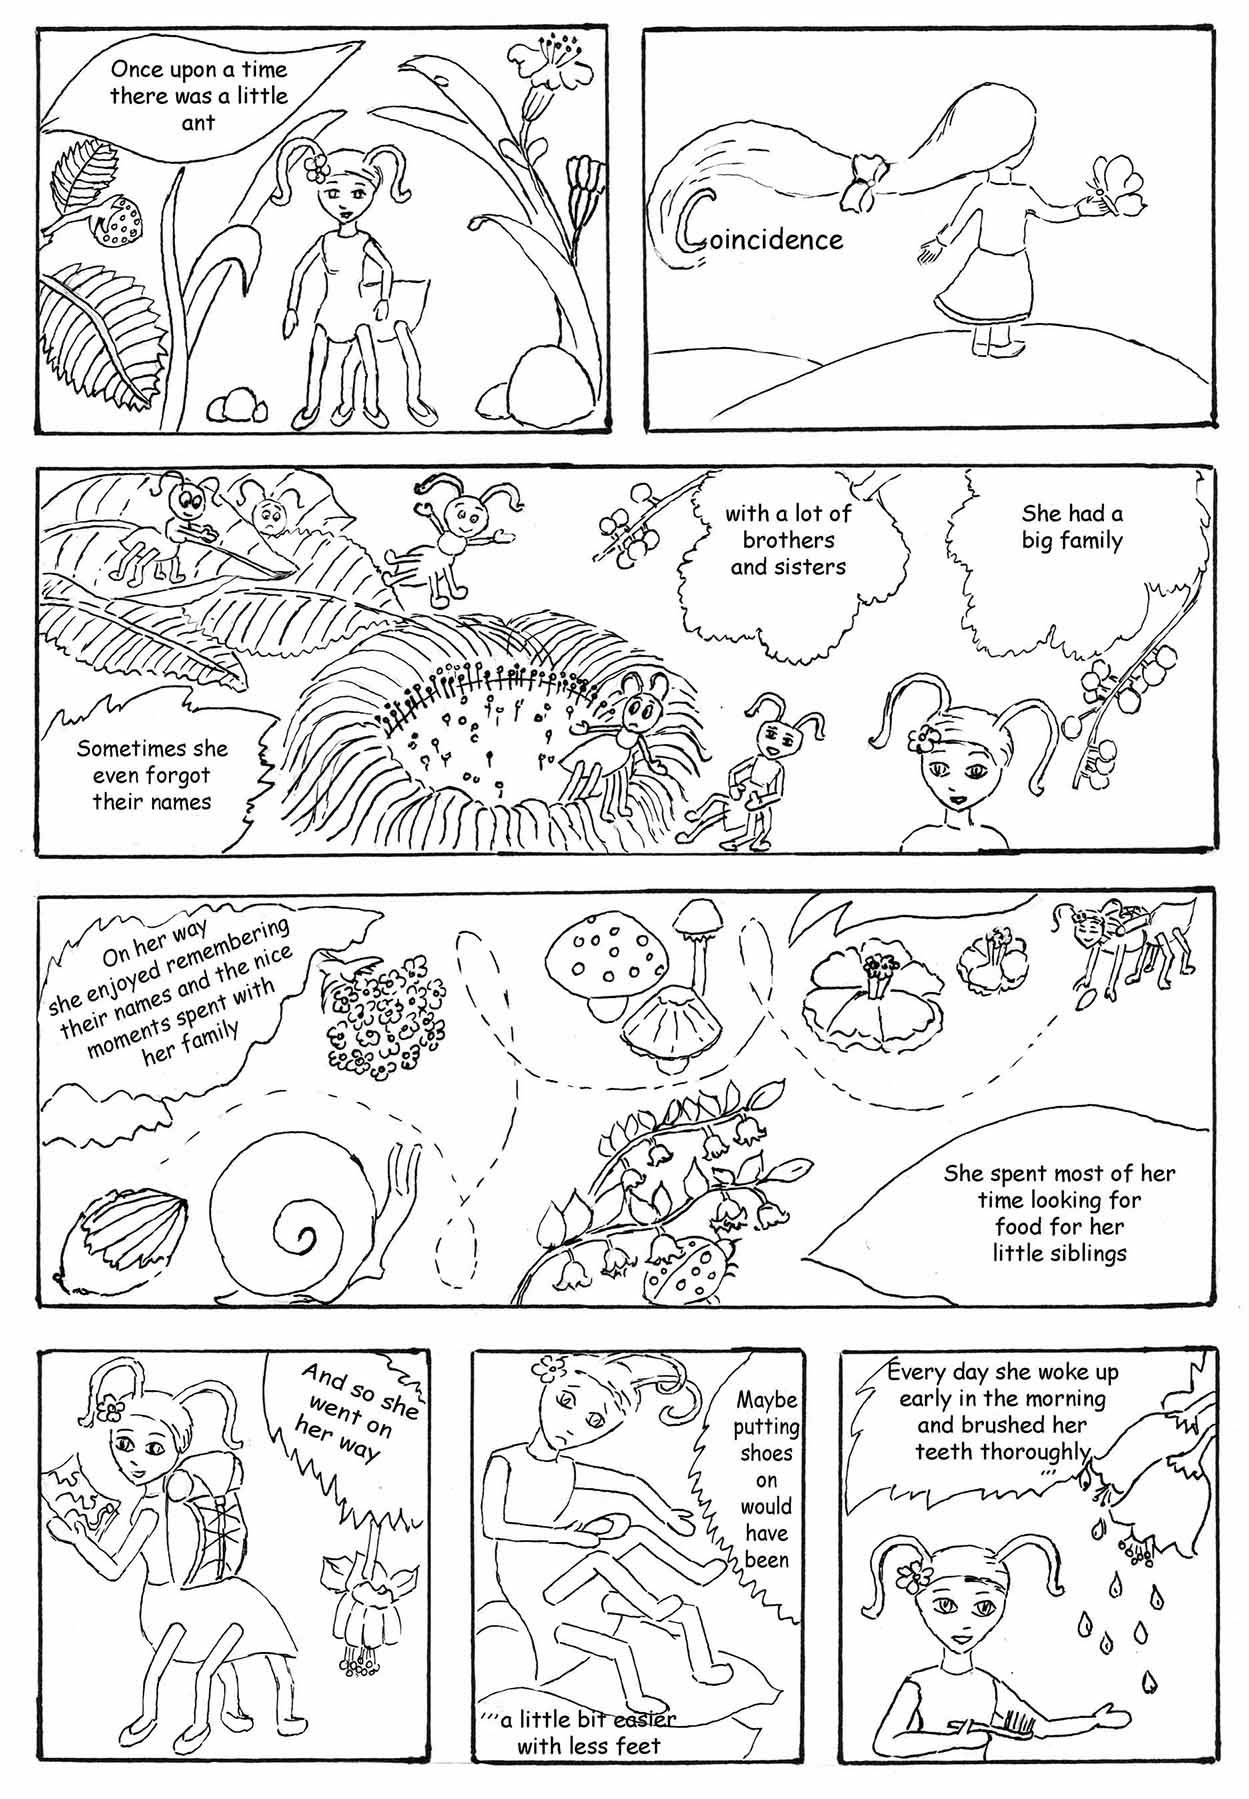 Coincidence
Once upon a time
there was a little
ant
She had a
big family
with a lot of
brothers
and sisters
Sometimes she
even forgot
their names
She spent most of her
time looking for
food for her
little siblings
On her way
she enjoyed remembering
their names and the nice
moments spent with
her family
Every day she woke up
early in the morning
and brushed her
teeth thoroughly
,,,
Maybe
putting
shoes
on
would
have
been
,,,a little bit easier
with less feet
And so she
went on
her way